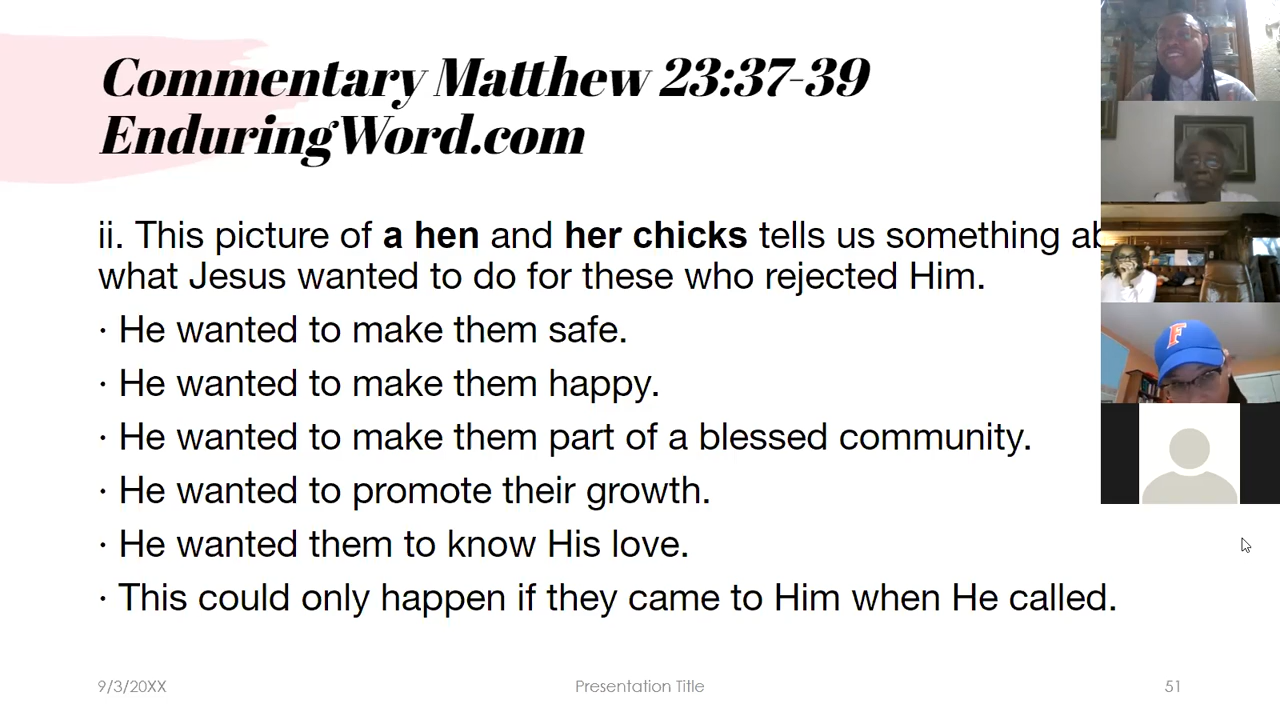 Commentary Matthew 23:37-39
EnduringWord.com
ii. This picture of a hen and her chicks tells us something
what Jesus wanted to do for these who rejected Him.
· He wanted to make them safe.
· He wanted to make them happy.
· He wanted to make them part of a blessed community.
· He wanted to promote their growth.
· He wanted them to know His love.
· This could only happen if they came to Him when He called.
F
9/3/20XX
Presentation Title
51